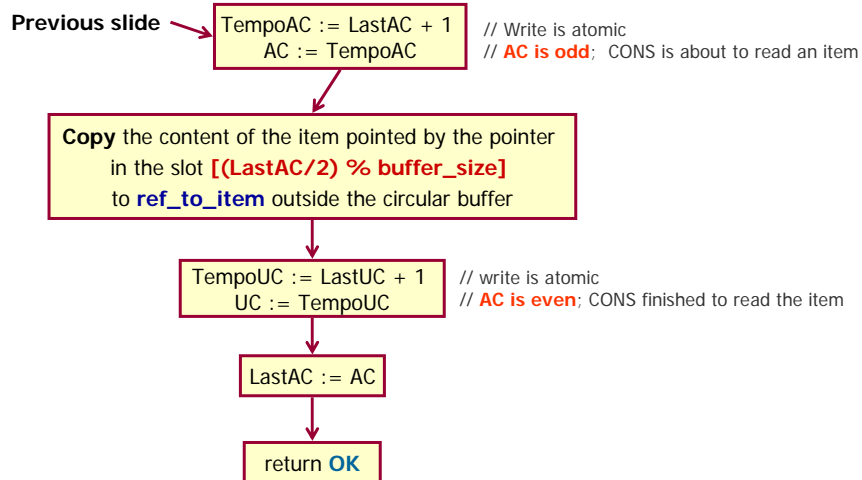 Previous slide
TempoAC := LastAC + 1
AC := TempoAC
// Write is atomic
// AC is odd; CONS is about to read an item
Copy the content of the item pointed by the pointer
in the slot [(LastAC/2) % buffer_size]
to ref_to_item outside the circular buffer
TempoUC := LastUC + 1
UC := TempoUC
// write is atomic
// AC is even; CONS finished to read the item
LastAC := AC
return OK